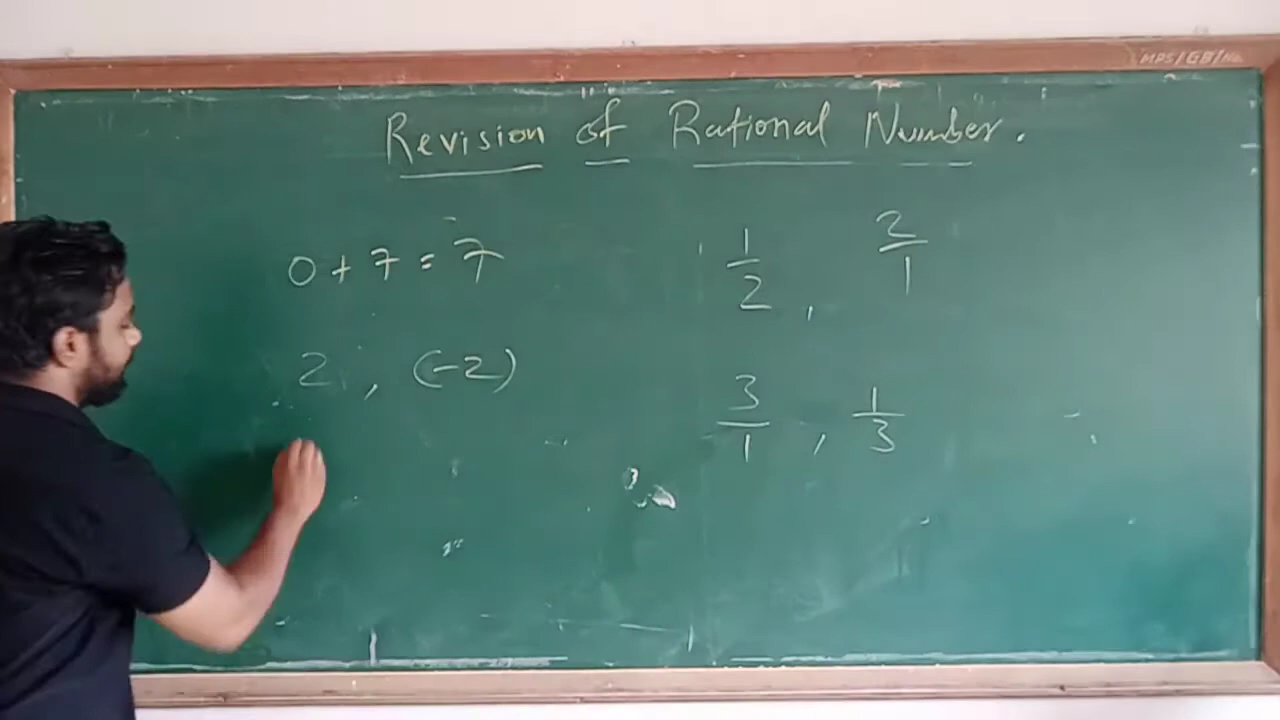 Revision of Rational Number.
0 + 7 = 7
2 , (-2)
1/2 , 2/1
3/1 , 1/3
MPS/GB/